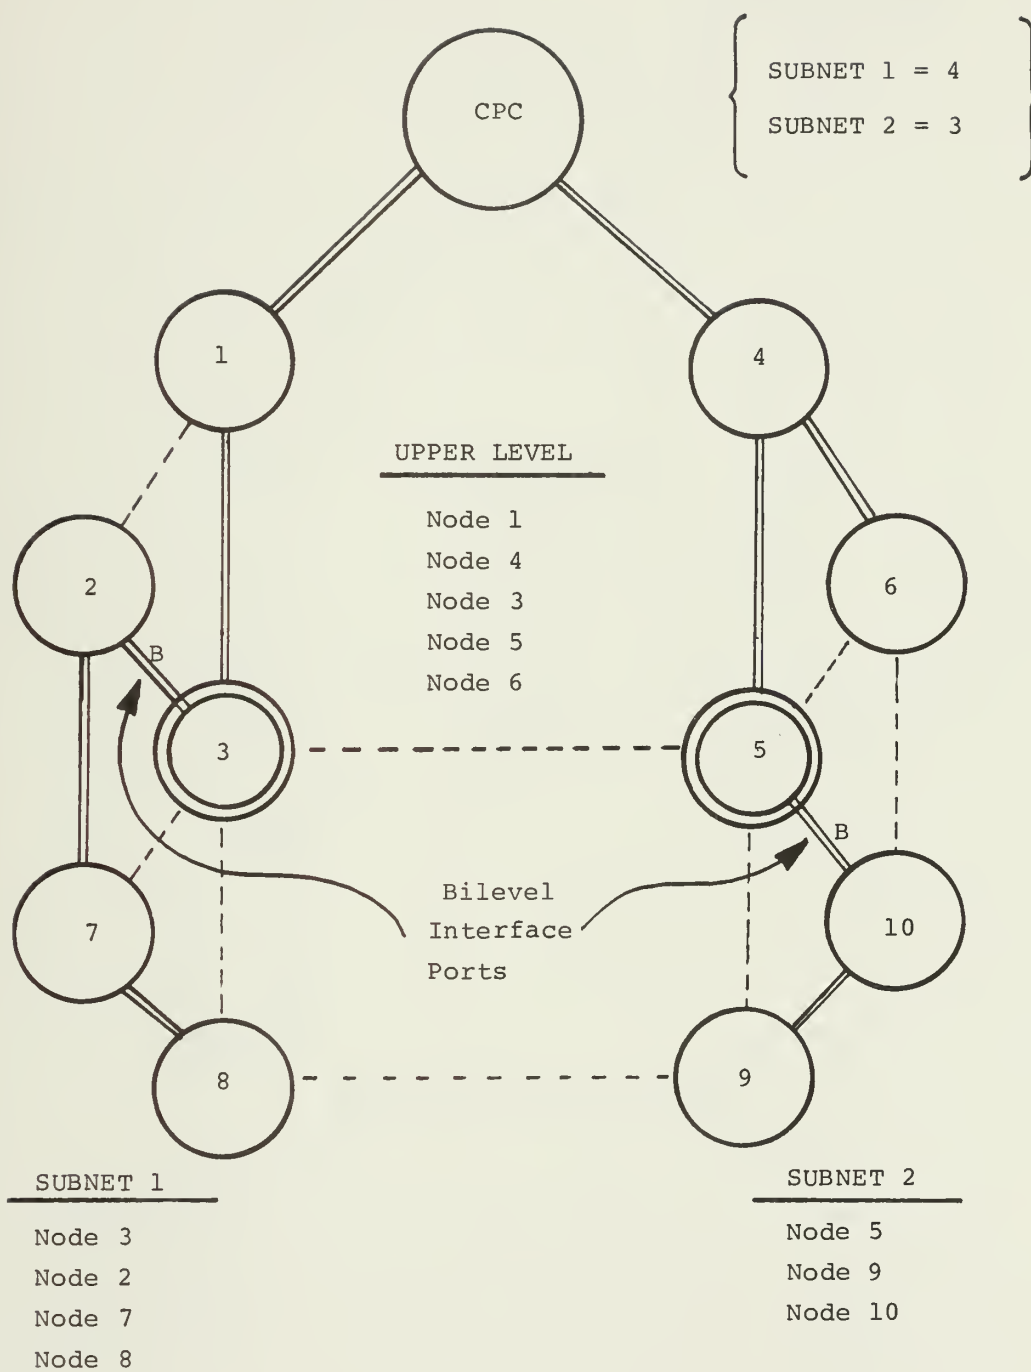 CPC
SUBNET 1 = 4
SUBNET 2 = 3
1
4
UPPER LEVEL
Node 1
Node 4
Node 3
Node 5
Node 6
2
6
B
3
5
B
7
Bilevel
Interface
Ports
10
8
9
SUBNET 1
Node 3
Node 2
Node 7
Node 8
SUBNET 2
Node 5
Node 9
Node 10